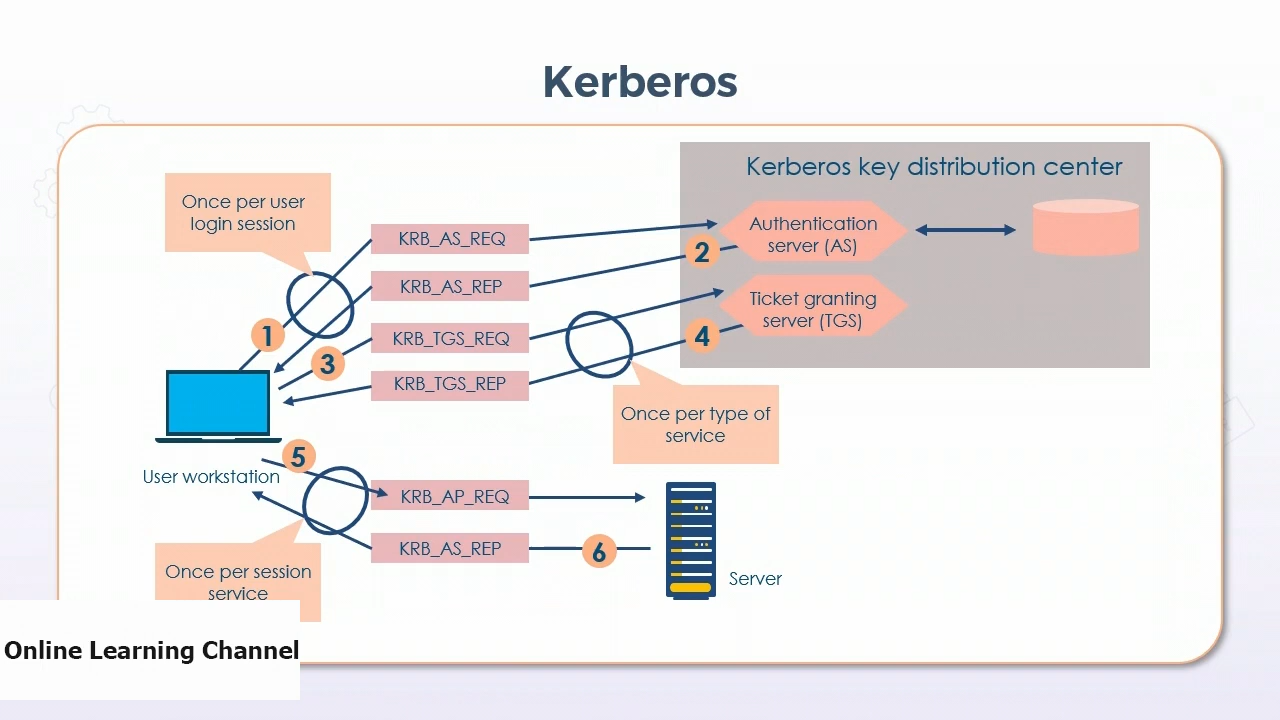 Kerberos
Kerberos key distribution center
Once per user
login session
KRB_AS_REQ
Authentication
server (AS)
2
KRB_AS_REP
Ticket granting
server (TGS)
1
KRB_TGS_REQ
4
3
KRB_TGS_REP
Once per type of
service
5
User workstation
KRB_AP_REQ
KRB_AS_REP
6
Once per session
service
Server
Online Learning Channel